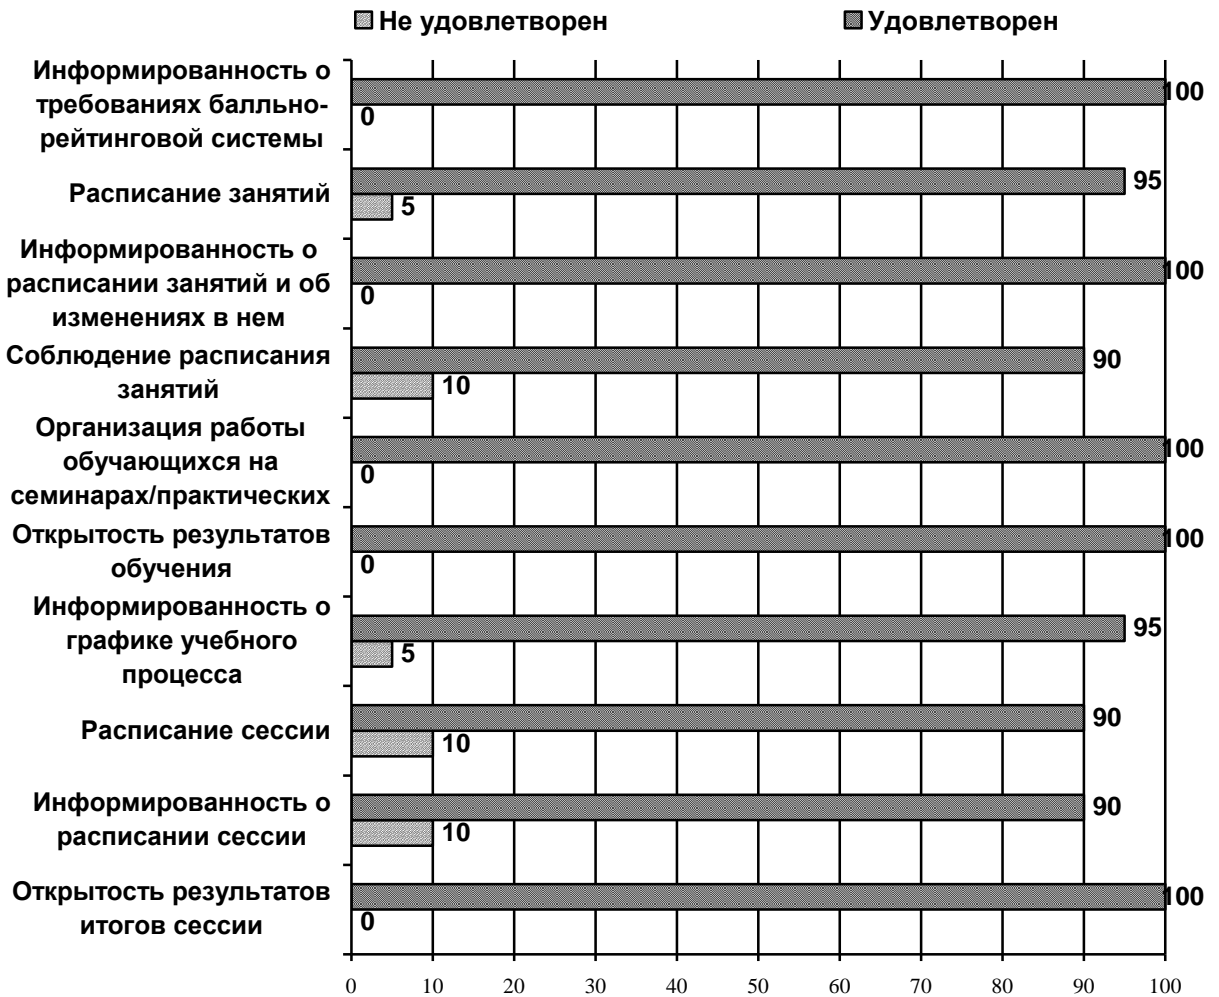 Не удовлетворен Удовлетворен
Информированность о
требованиях балльно-
рейтинговой системы
100
0
Расписание занятий
95
5
Информированность о
расписании занятий и об
изменениях в нем
100
0
Соблюдение расписания
занятий
90
10
Организация работы
обучающихся на
семинарах/практических
100
0
Открытость результатов
обучения
100
0
Информированность о
графике учебного
процесса
95
5
Расписание сессии
90
10
Информированность о
расписании сессии
90
10
Открытость результатов
итогов сессии
100
0
0 10 20 30 40 50 60 70 80 90 100